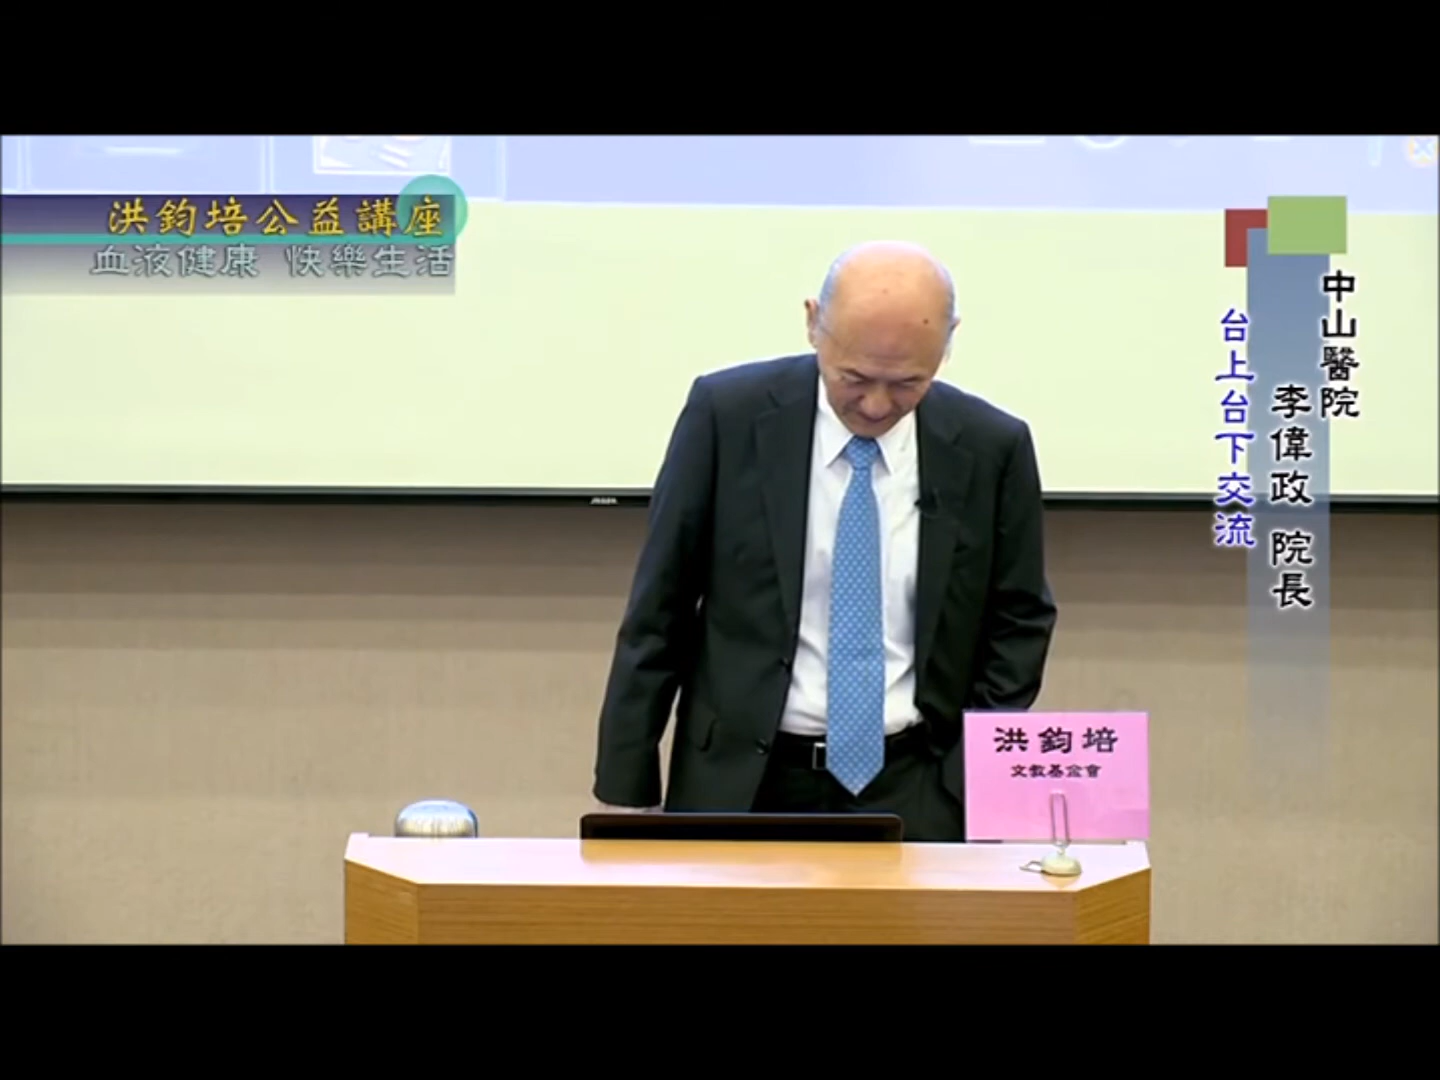 洪鈞培公益講座
血液健康 快樂生活
中山醫院
李偉政 院長
台上台下交流
洪鈞培
文教基金會